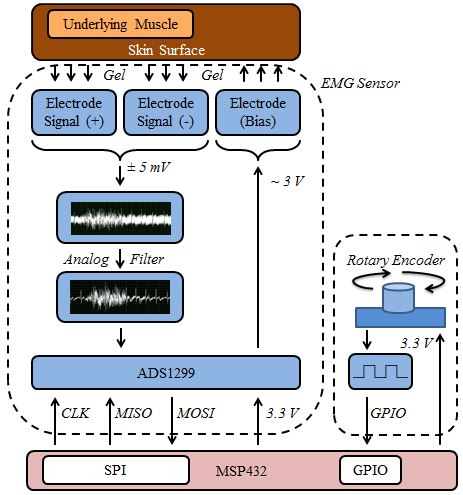 Underlying Muscle
Skin Surface
Gel
Gel
EMG Sensor
Electrode
Signal (+)
Electrode
Signal (-)
Electrode
(Bias)
± 5 mV
~ 3 V
Analog Filter
Rotary Encoder
3.3 V
ADS1299
CLK
MISO
MOSI
3.3 V
GPIO
SPI
MSP432
GPIO